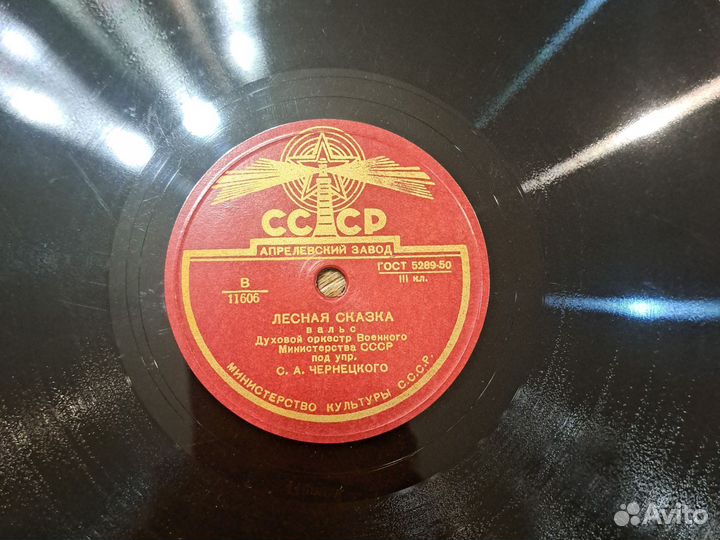 СССР
АПРЕЛЕВСКИЙ ЗАВОД
ГОСТ 5289-50
III кл.
В
11606
ЛЕСНАЯ СКАЗКА
вальс
Духовой оркестр Военного
Министерства СССР
под упр.
С. А. ЧЕРНЕЦКОГО
МИНИСТЕРСТВО КУЛЬТУРЫ С.С.С.Р.
Avito